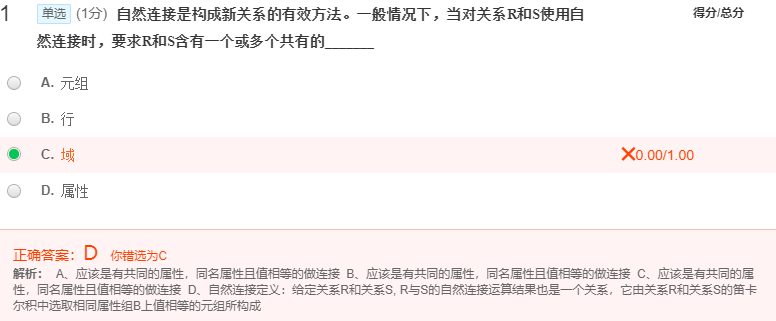 1 单选 (1分) 自然连接是构成新关系的有效方法。一般情况下，当对关系R和S使用自 得分/总分
然连接时，要求R和S含有一个或多个共有的_______
A. 元组
B. 行
C. 域 ×0.00/1.00
D. 属性
正确答案：D 你错选为C
解析： A、应该是有共同的属性，同名属性且值相等的做连接 B、应该是有共同的属性，同名属性且值相等的做连接 C、应该是有共同的属
性，同名属性且值相等的做连接 D、自然连接定义：给定关系R和关系S, R与S的自然连接运算结果也是一个关系，它由关系R和关系S的笛卡
尔积中选取相同属性组B上值相等的元组所构成